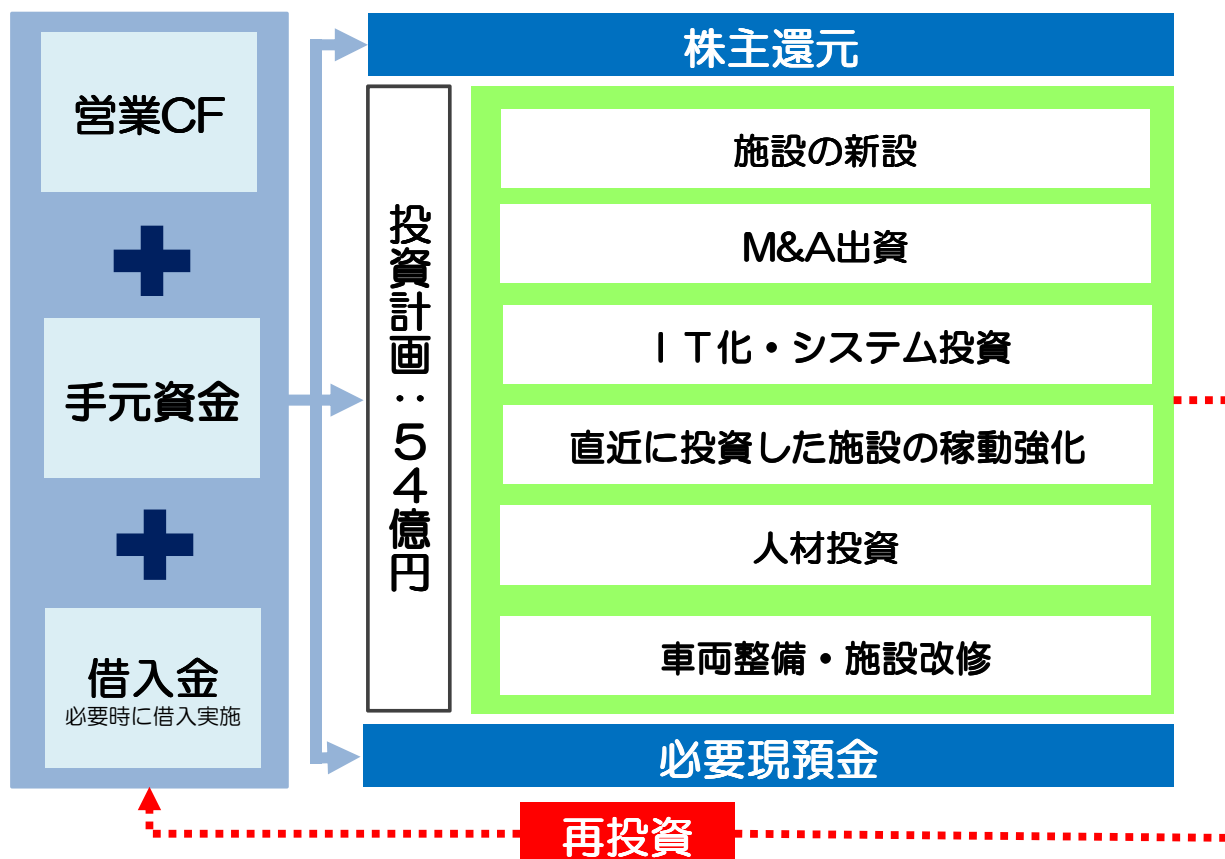 営業CF
手元資金
借入金
必要時に借入実施
株主還元
投資計画：５４億円
施設の新設
M&A出資
ＩＴ化・システム投資
直近に投資した施設の稼動強化
人材投資
車両整備・施設改修
必要現預金
再投資